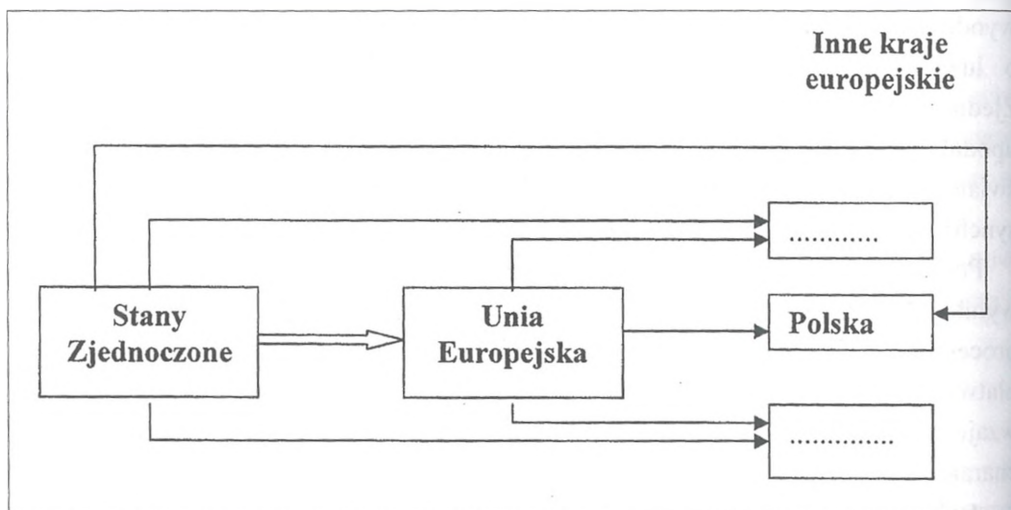 Inne kraje
europejskie
............
Stany
Zjednoczone
Unia
Europejska
Polska
..............